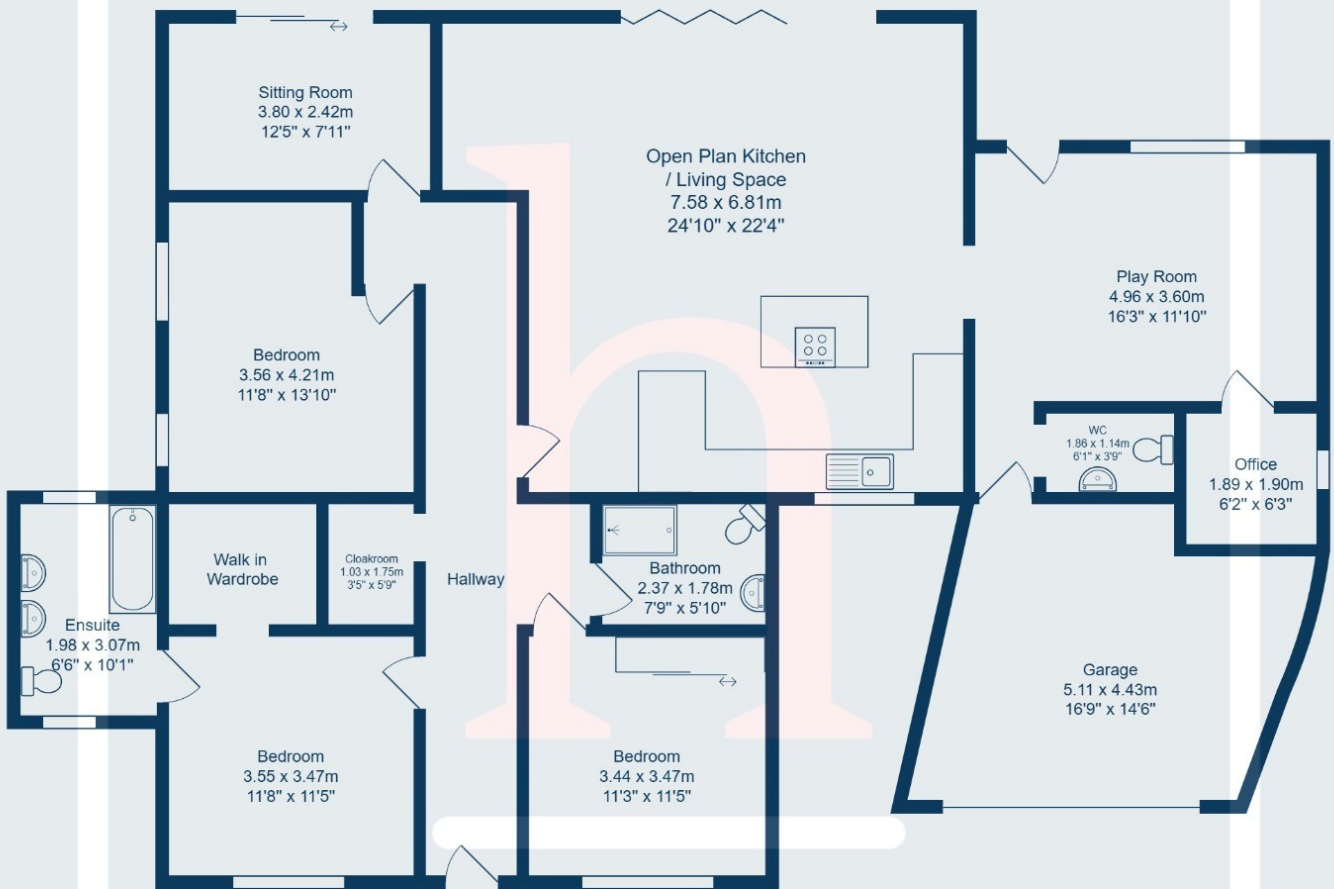 Sitting Room
3.80 x 2.42m
12'5" x 7'11"
Open Plan Kitchen
/ Living Space
7.58 x 6.81m
24'10" x 22'4"
Play Room
4.96 x 3.60m
16'3" x 11'10"
Bedroom
3.56 x 4.21m
11'8" x 13'10"
WC
1.86 x 1.14m
6'1" x 3'9"
Office
1.89 x 1.90m
6'2" x 6'3"
Walk in
Wardrobe
Cloakroom
1.03 x 1.75m
3'5" x 5'9"
Hallway
Bathroom
2.37 x 1.78m
7'9" x 5'10"
Ensuite
1.98 x 3.07m
6'6" x 10'1"
Garage
5.11 x 4.43m
16'9" x 14'6"
Bedroom
3.55 x 3.47m
11'8" x 11'5"
Bedroom
3.44 x 3.47m
11'3" x 11'5"
h